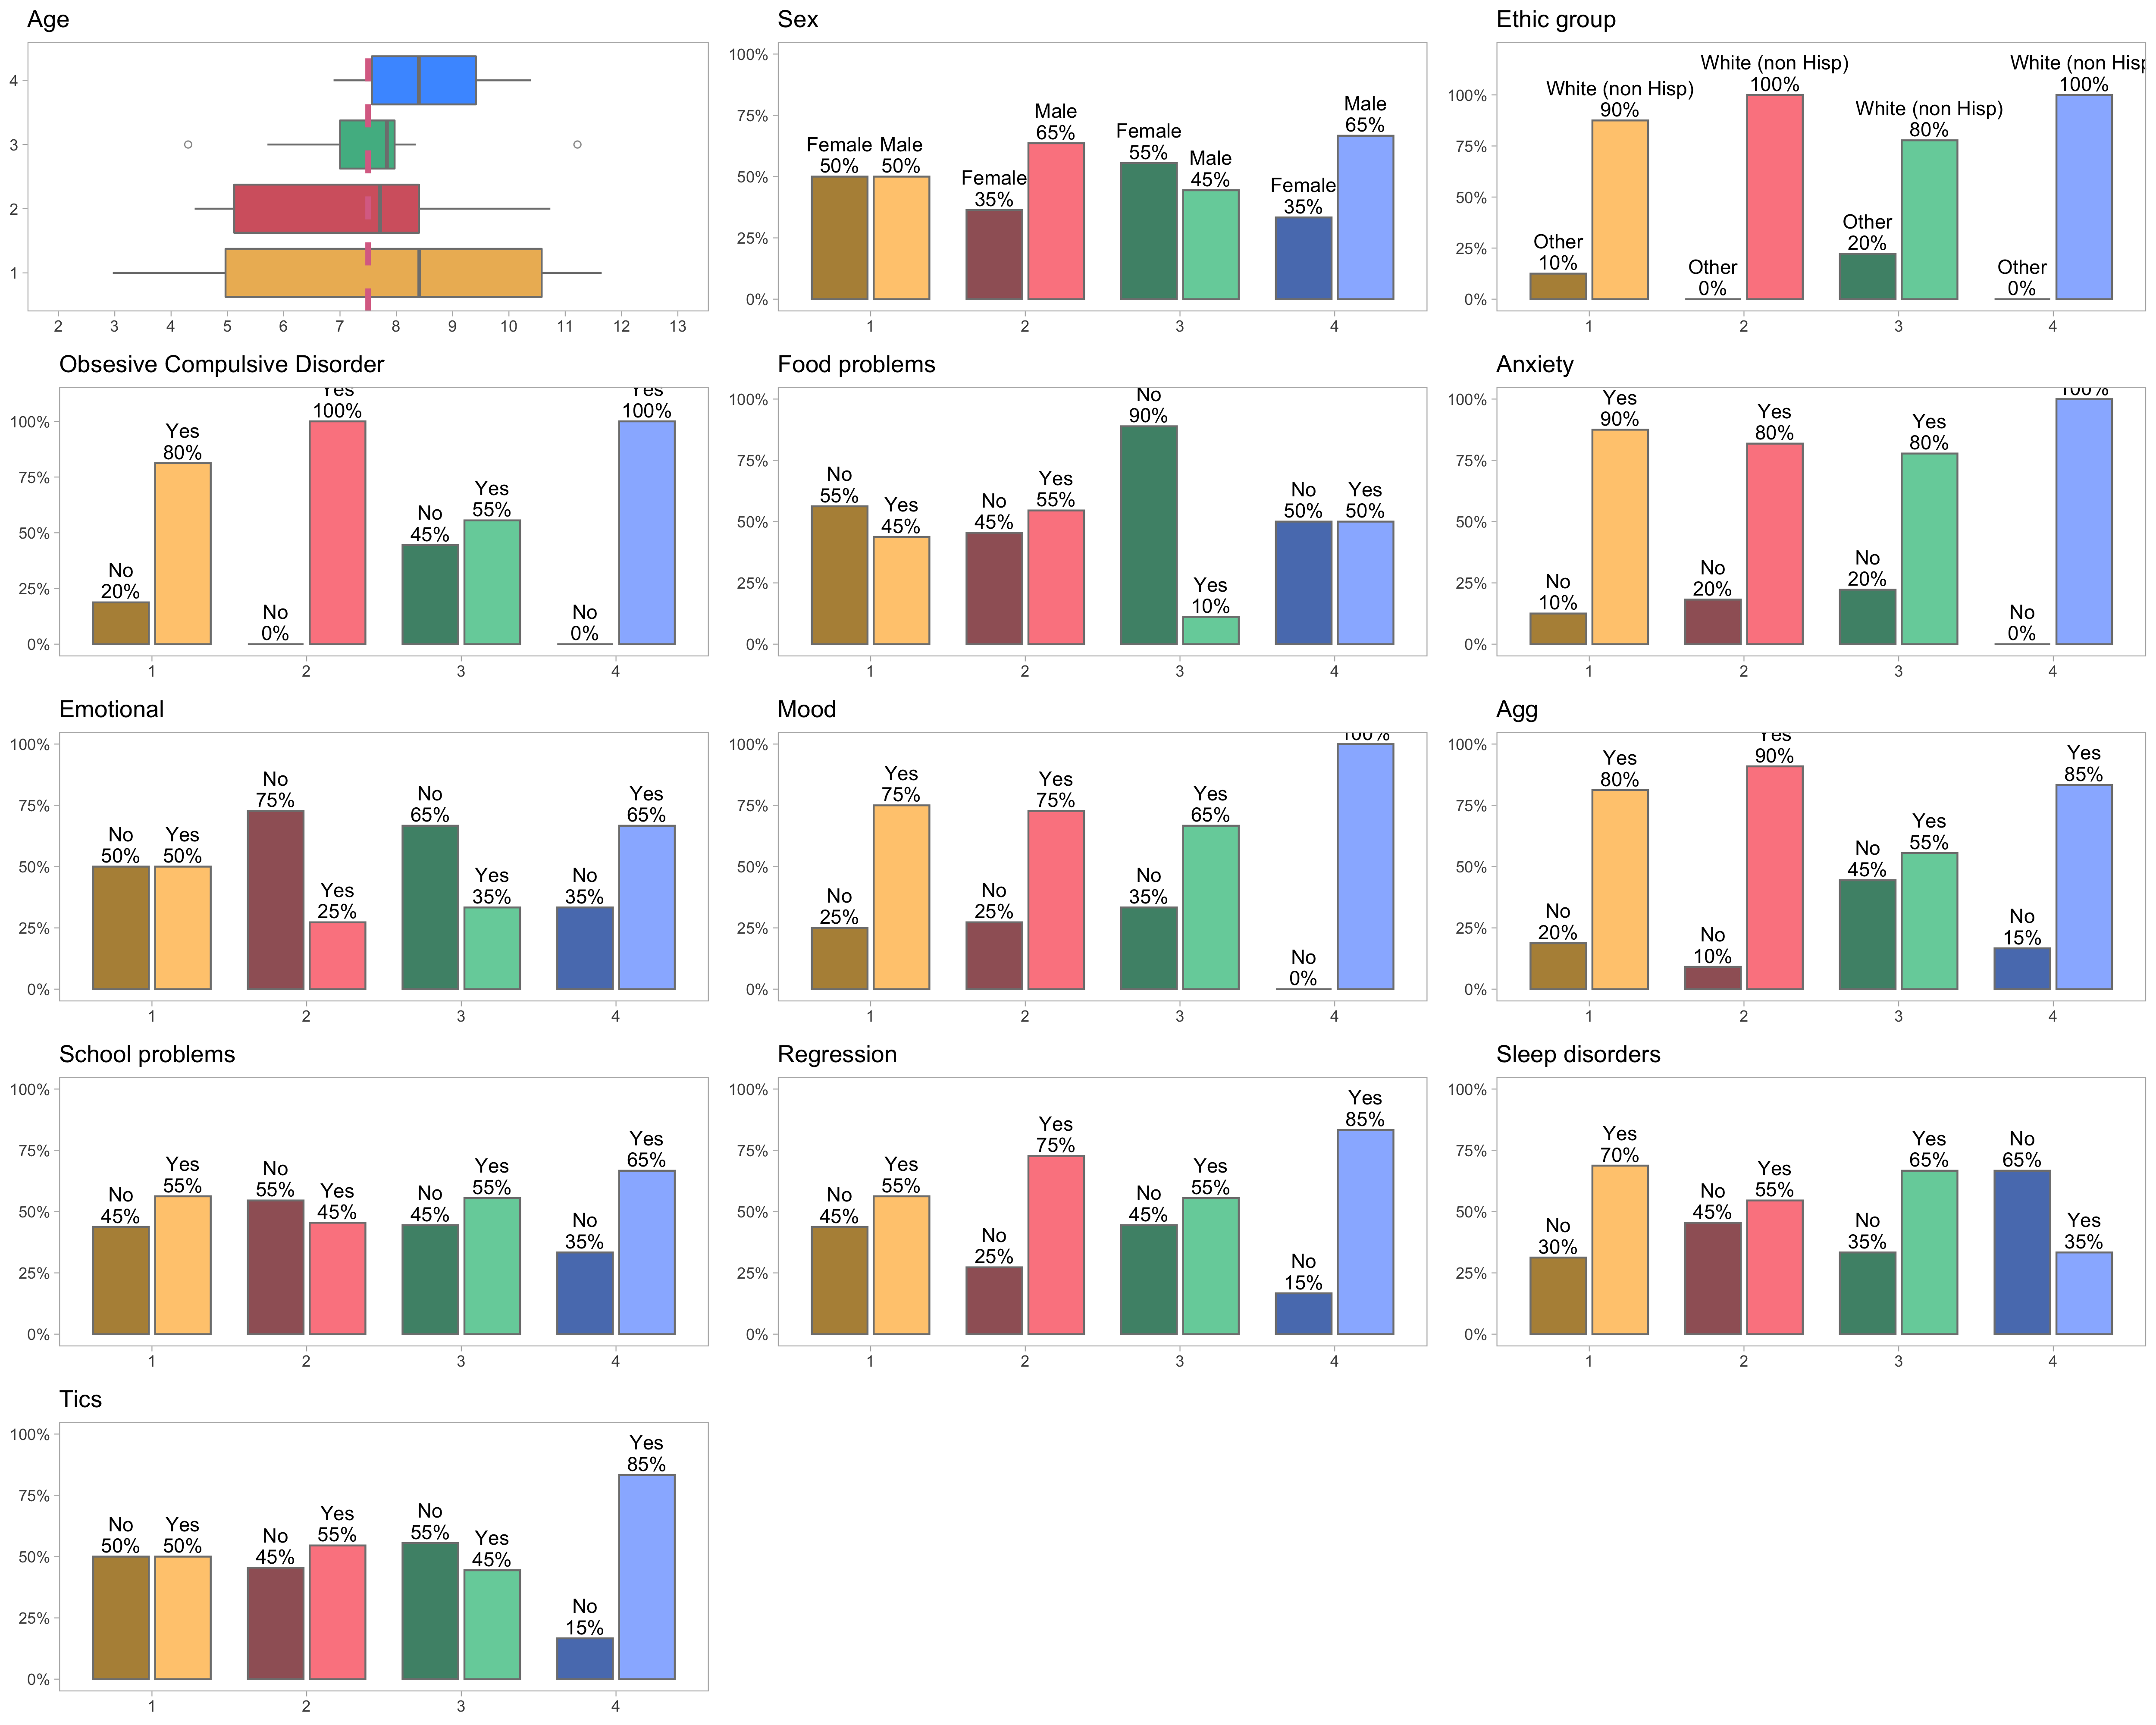 Age
4
3
2
1
2 3 4 5 6 7 8 9 10 11 12 13
Sex
100%
75%
50%
25%
0%
Female Male
50% 50%
Male
65%
Female
35%
Female
55%
Male
45%
Male
65%
Female
35%
1 2 3 4
Ethic group
100%
75%
50%
25%
0%
White (non Hisp)
90%
Other
10%
White (non Hisp)
100%
Other
0%
White (non Hisp)
80%
Other
20%
White (non Hisp
100%
Other
0%
1 2 3 4
Obsesive Compulsive Disorder
100%
75%
50%
25%
0%
No
20%
Yes
80%
No
0%
Yes
100%
No
45%
Yes
55%
No
0%
Yes
100%
1 2 3 4
Food problems
100%
75%
50%
25%
0%
No
55%
Yes
45%
No
45%
Yes
55%
No
90%
Yes
10%
No
50%
Yes
50%
1 2 3 4
Anxiety
100%
75%
50%
25%
0%
No
10%
Yes
90%
No
20%
Yes
80%
No
20%
Yes
80%
No
0%
100%
1 2 3 4
Emotional
100%
75%
50%
25%
0%
No
50%
Yes
50%
No
75%
Yes
25%
No
65%
Yes
35%
No
35%
Yes
65%
1 2 3 4
Mood
100%
75%
50%
25%
0%
No
25%
Yes
75%
No
25%
Yes
75%
No
35%
Yes
65%
No
0%
100%
1 2 3 4
Agg
100%
75%
50%
25%
0%
No
20%
Yes
80%
No
10%
Yes
90%
No
45%
Yes
55%
No
15%
Yes
85%
1 2 3 4
School problems
100%
75%
50%
25%
0%
No
45%
Yes
55%
No
55%
Yes
45%
No
45%
Yes
55%
No
35%
Yes
65%
1 2 3 4
Regression
100%
75%
50%
25%
0%
No
45%
Yes
55%
No
25%
Yes
75%
No
45%
Yes
55%
No
15%
Yes
85%
1 2 3 4
Sleep disorders
100%
75%
50%
25%
0%
No
30%
Yes
70%
No
45%
Yes
55%
No
35%
Yes
65%
No
65%
Yes
35%
1 2 3 4
Tics
100%
75%
50%
25%
0%
No
50%
Yes
50%
No
45%
Yes
55%
No
55%
Yes
45%
No
15%
Yes
85%
1 2 3 4